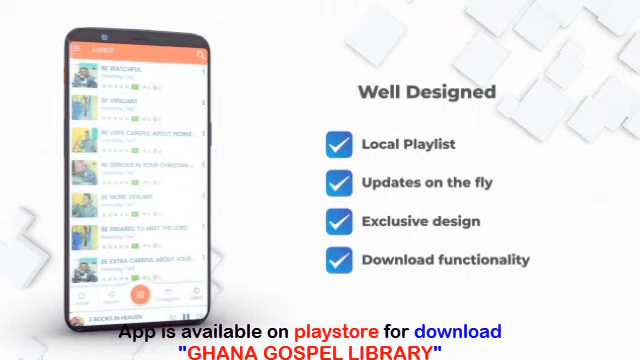 Latest
BE WATCHFUL
BE VIGILANT
BE VERY CAREFUL ABOUT PEOPLE...
BE SERIOUS IN YOUR CHRISTIAN
BE MORE VIGILANT
BE PREARED TO MEET THE LORD
BE EXTRA CAREFUL ABOUT YOUR...
2 BOOKS IN HEAVEN
Well Designed
Local Playlist
Updates on the fly
Exclusive design
Download functionality
App is available on playstore for download
"GHANA GOSPEL LIBRARY"